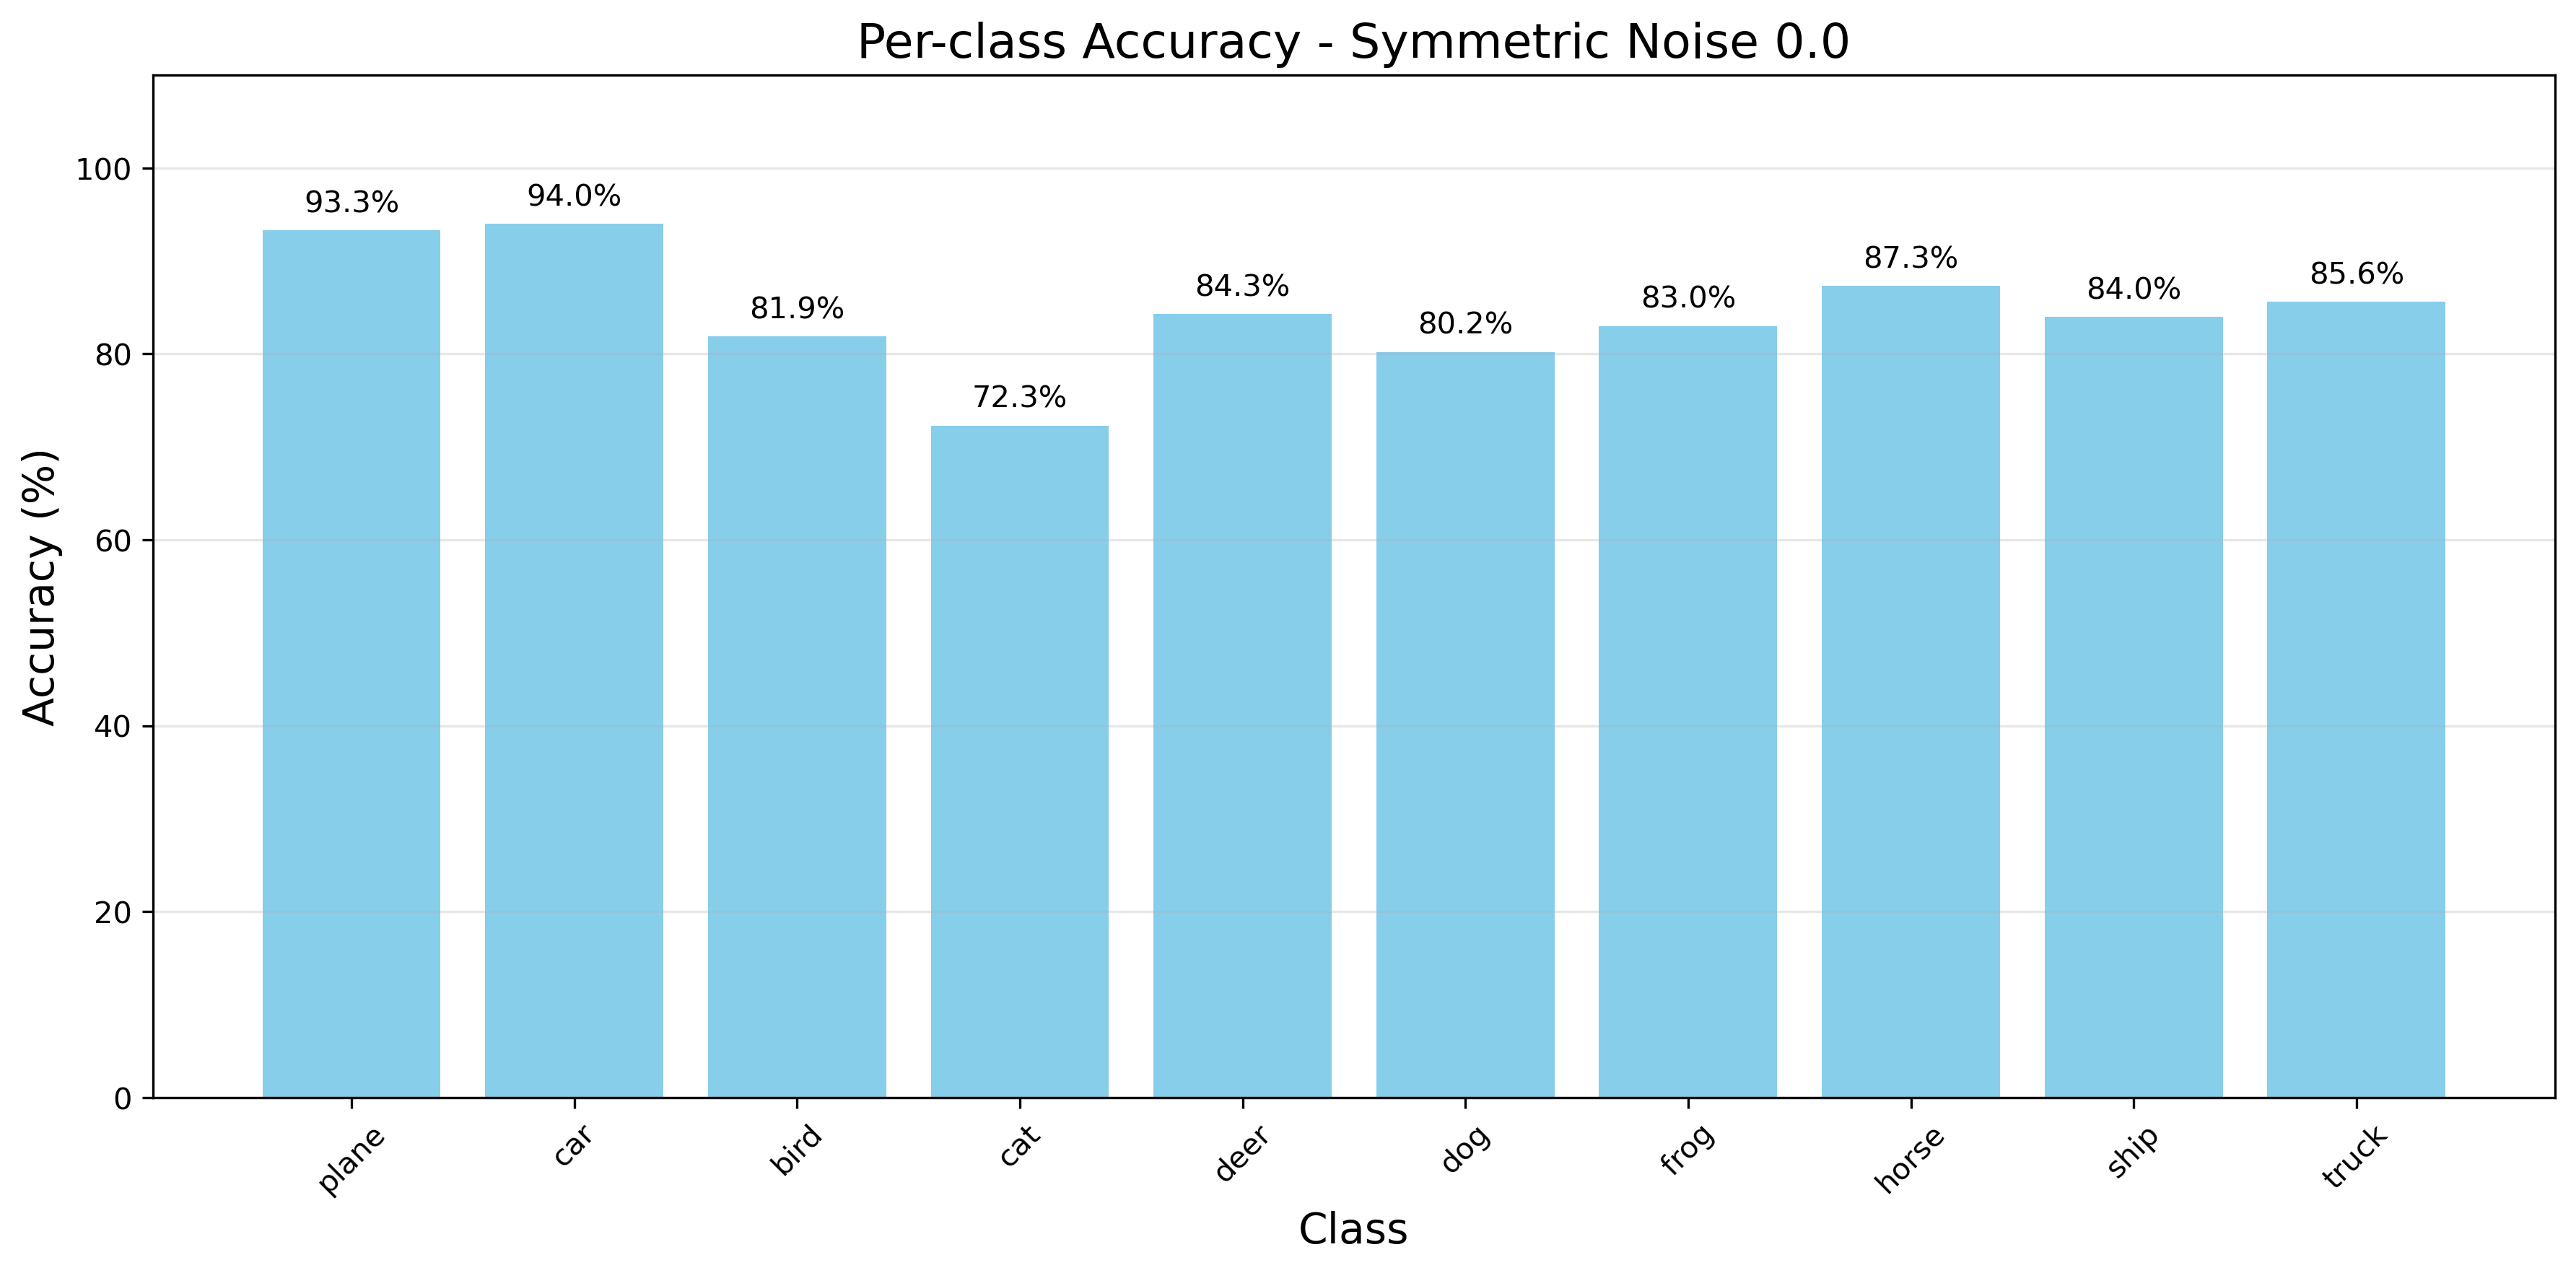 Per-class Accuracy - Symmetric Noise 0.0
Accuracy (%)
100
80
60
40
20
0
93.3%
94.0%
81.9%
72.3%
84.3%
80.2%
83.0%
87.3%
84.0%
85.6%
plane
car
bird
cat
deer
dog
frog
horse
ship
truck
Class